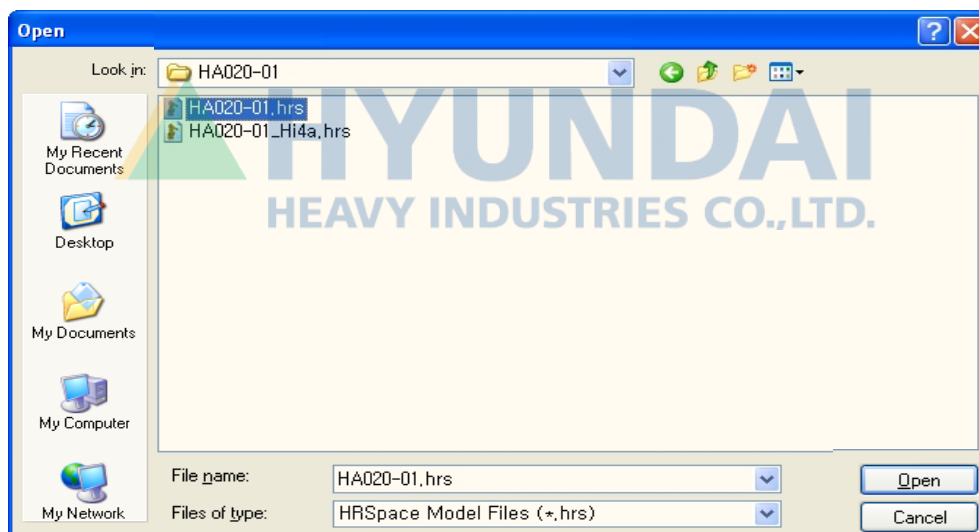 Open
Look in: HA020-01
HA020-01.hrs
HA020-01_Hi4a.hrs
HYUNDAI
HEAVY INDUSTRIES CO.,LTD.
My Recent
Documents
Desktop
My Documents
My Computer
My Network
File name: HA020-01.hrs Open
Files of type: HRSpace Model Files (*.hrs) Cancel